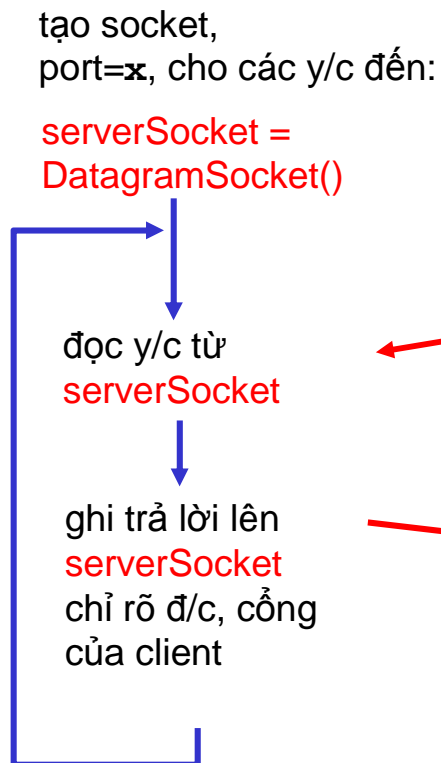 tạo socket,
port=x, cho các y/c đến:
serverSocket =
DatagramSocket()
đọc y/c từ
serverSocket
ghi trả lời lên
serverSocket
chỉ rõ đ/c, cổng
của client